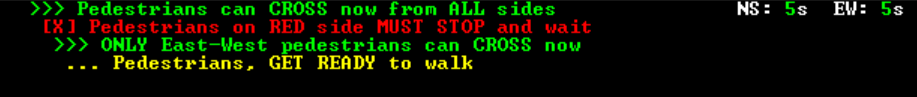 >>> Pedestrians can CROSS now from ALL sides NS: 5s EW: 5s
[X] Pedestrians on RED side MUST STOP and wait
>>> ONLY East-West pedestrians can CROSS now
... Pedestrians, GET READY to walk